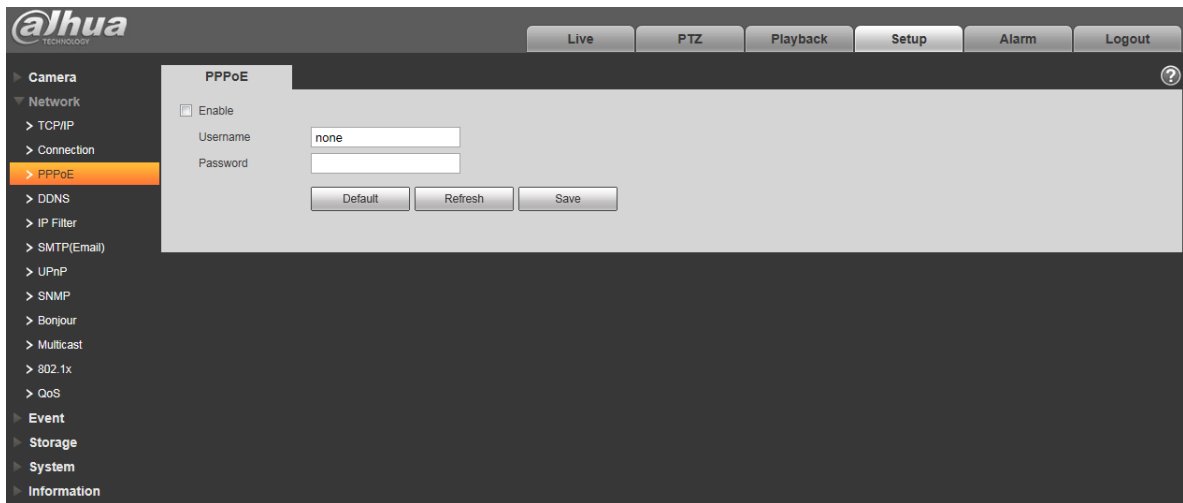 alhua
TECHNOLOGY
Live
PTZ
Playback
Setup
Alarm
Logout
Camera
Network
> TCP/IP
> Connection
> PPPoE
> DDNS
> IP Filter
> SMTP(Email)
> UPnP
> SNMP
> Bonjour
> Multicast
> 802.1x
> QoS
Event
Storage
System
Information
PPPoE
?
Enable
Username none
Password
Default Refresh Save